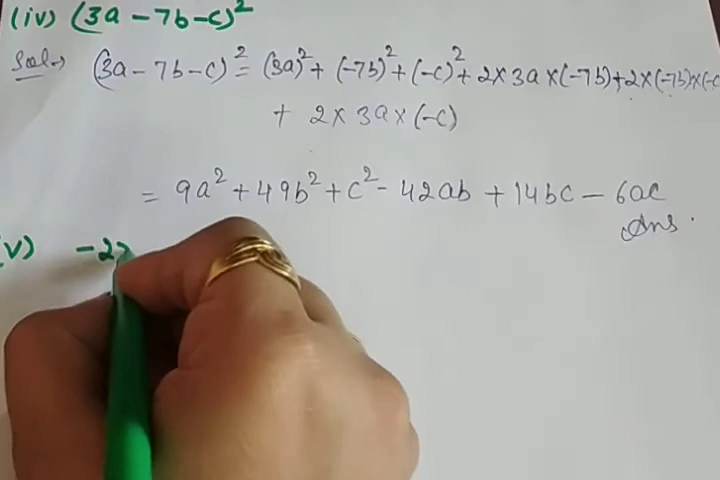 (iv) (3a - 7b - c)²
Sol→ (3a - 7b - c)² = (3a)² + (-7b)² + (-c)² + 2×3a×(-7b) + 2×(-7b)×(-c
+ 2×3a×(-c)
= 9a² + 49b² + c² - 42ab + 14bc - 6ac
Ans.
v) -2